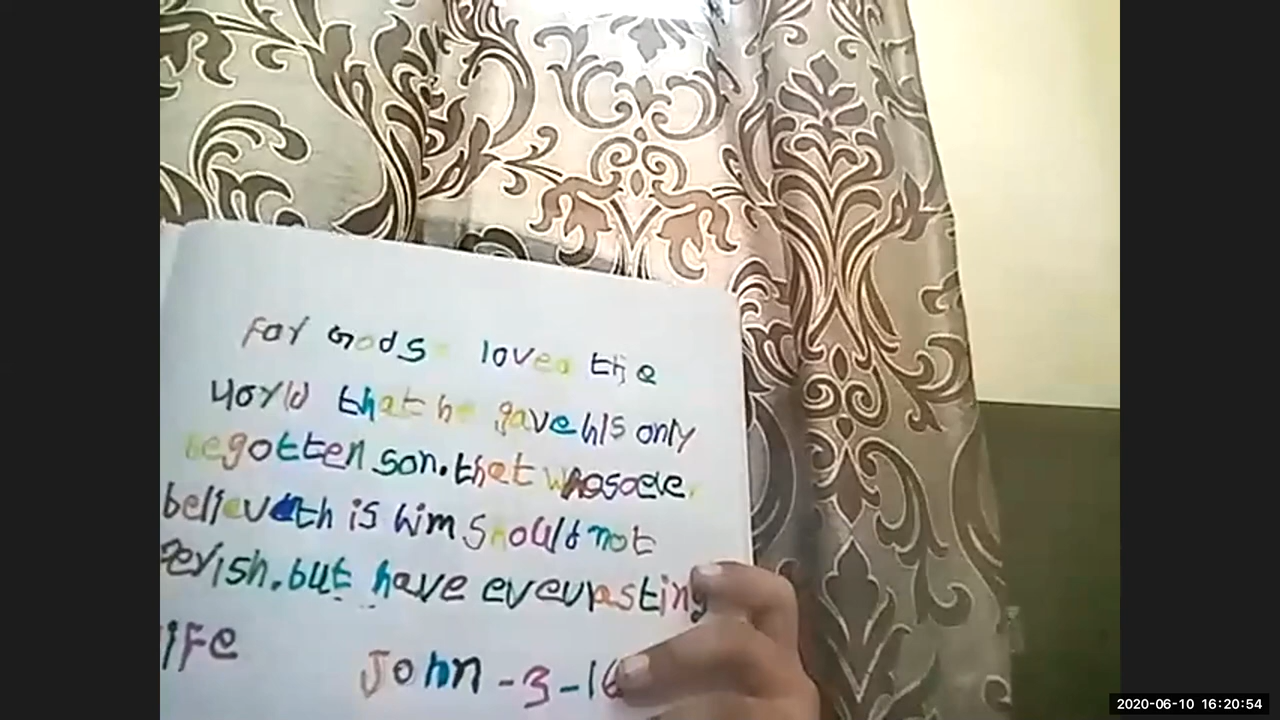 For Gods loved the
world that he gave his only
begotten son. that whosoever
believeth is him should not
perish. but have everlasting
life
John -3-16
2020-06-10 16:20:54